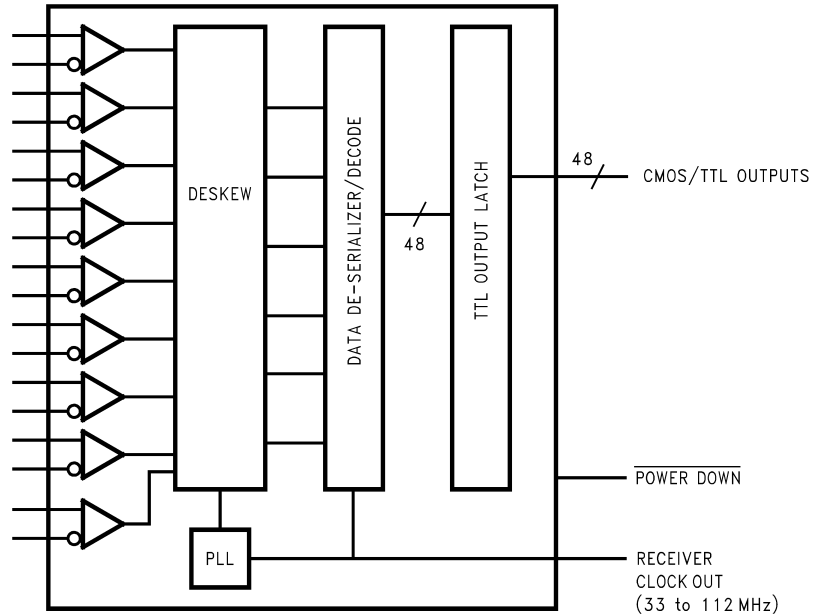 DESKEW
DATA DE-SERIALIZER/DECODE
48
TTL OUTPUT LATCH
48
CMOS/TTL OUTPUTS
POWER DOWN
PLL
RECEIVER
CLOCK OUT
(33 to 112 MHz)